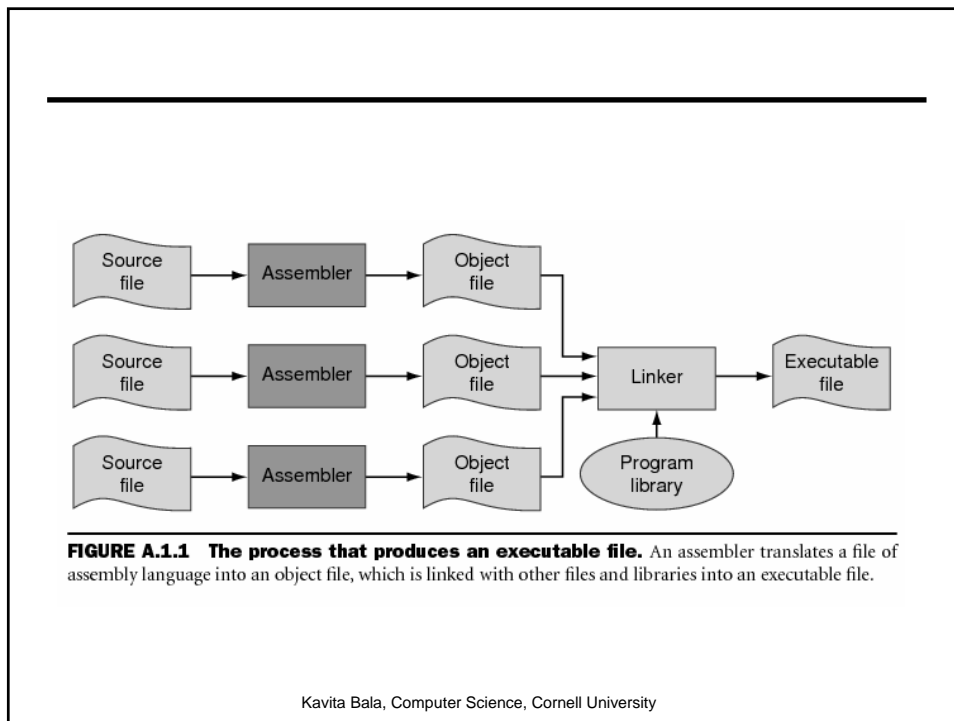 Source
file
Assembler
Object
file
Source
file
Assembler
Object
file
Linker
Executable
file
Source
file
Assembler
Object
file
Program
library
FIGURE A.1.1 The process that produces an executable file. An assembler translates a file of
assembly language into an object file, which is linked with other files and libraries into an executable file.
Kavita Bala, Computer Science, Cornell University